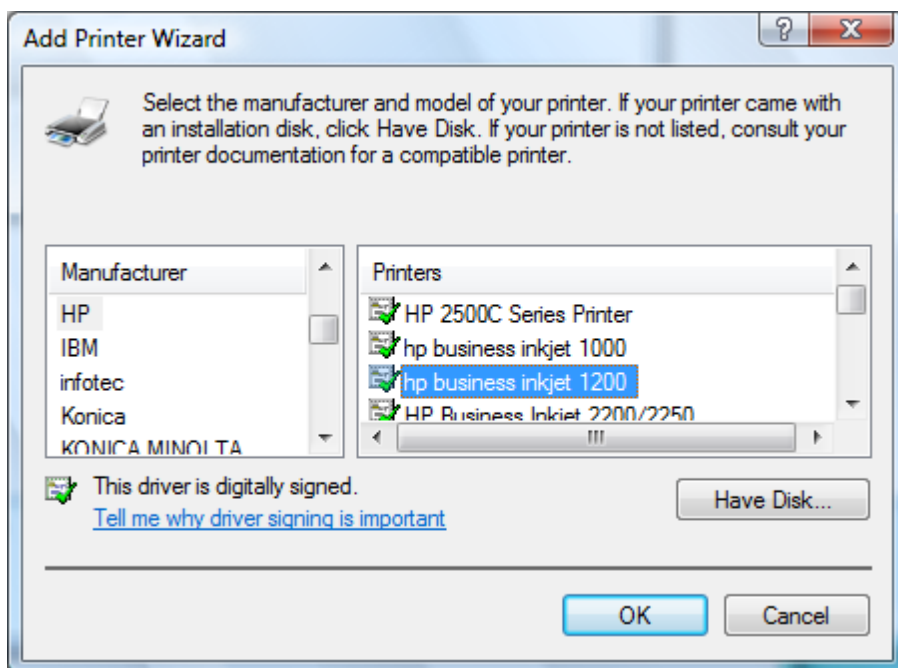 Add Printer Wizard
Select the manufacturer and model of your printer. If your printer came with
an installation disk, click Have Disk. If your printer is not listed, consult your
printer documentation for a compatible printer.
Manufacturer
HP
IBM
infotec
Konica
KONICA MINOLTA
Printers
HP 2500C Series Printer
hp business inkjet 1000
hp business inkjet 1200
HP Business Inkjet 2200/2250
This driver is digitally signed.
Tell me why driver signing is important
Have Disk...
OK
Cancel